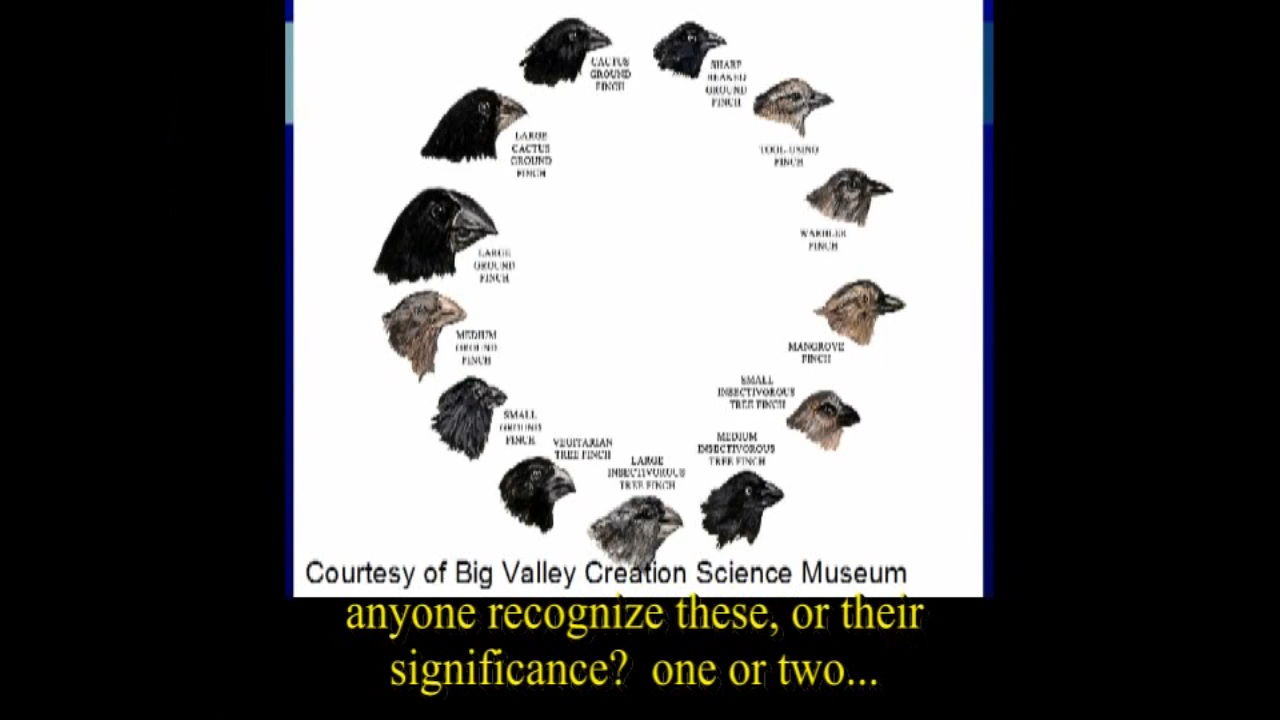 CACTUS
GROUND
FINCH
SHARP
BEAKED
GROUND
FINCH
LARGE
CACTUS
GROUND
FINCH
TOOL-USING
FINCH
WARBLER
FINCH
LARGE
GROUND
FINCH
MEDIUM
GROUND
FINCH
MANGROVE
FINCH
SMALL
INSECTIVOROUS
TREE FINCH
SMALL
GROUND
FINCH
VEGITARIAN
TREE FINCH
LARGE
INSECTIVOROUS
TREE FINCH
MEDIUM
INSECTIVOROUS
TREE FINCH
Courtesy of Big Valley Creation Science Museum
anyone recognize these, or their
significance? one or two...